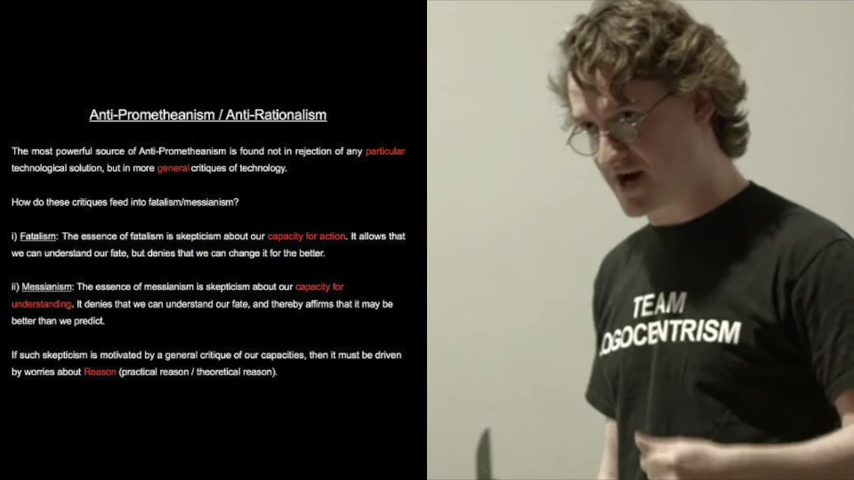 Anti-Prometheanism / Anti-Rationalism
The most powerful source of Anti-Prometheanism is found not in rejection of any particular
technological solution, but in more general critiques of technology.
How do these critiques feed into fatalism/messianism?
i) Fatalism: The essence of fatalism is skepticism about our capacity for action. It allows that
we can understand our fate, but denies that we can change it for the better.
ii) Messianism: The essence of messianism is skepticism about our capacity for
understanding. It denies that we can understand our fate, and thereby affirms that it may be
better than we predict.
If such skepticism is motivated by a general critique of our capacities, then it must be driven
by worries about Reason (practical reason / theoretical reason).
TEAM
LOGOCENTRISM